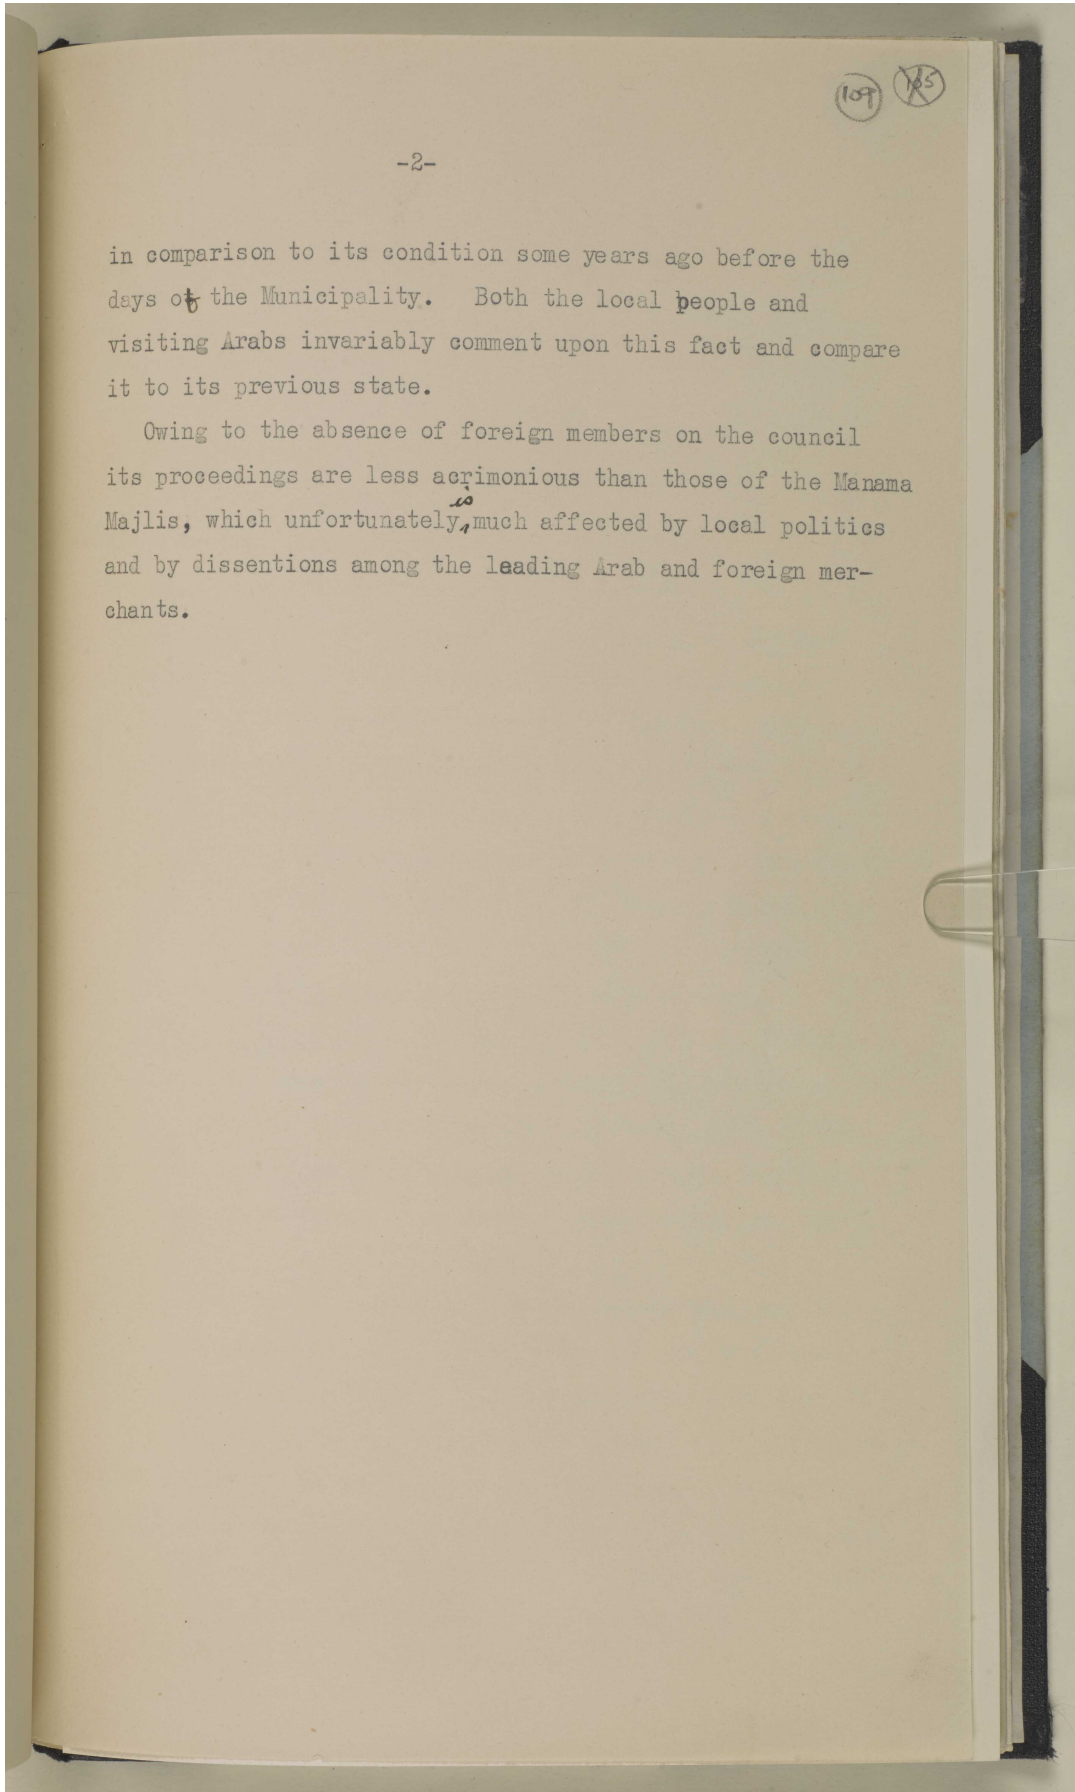 109 165
-2-
in comparison to its condition some years ago before the
days of the Municipality. Both the local people and
visiting Arabs invariably comment upon this fact and compare
it to its previous state.
Owing to the absence of foreign members on the council
its proceedings are less acrimonious than those of the Manama
Majlis, which unfortunately is much affected by local politics
and by dissentions among the leading Arab and foreign mer-
chants.